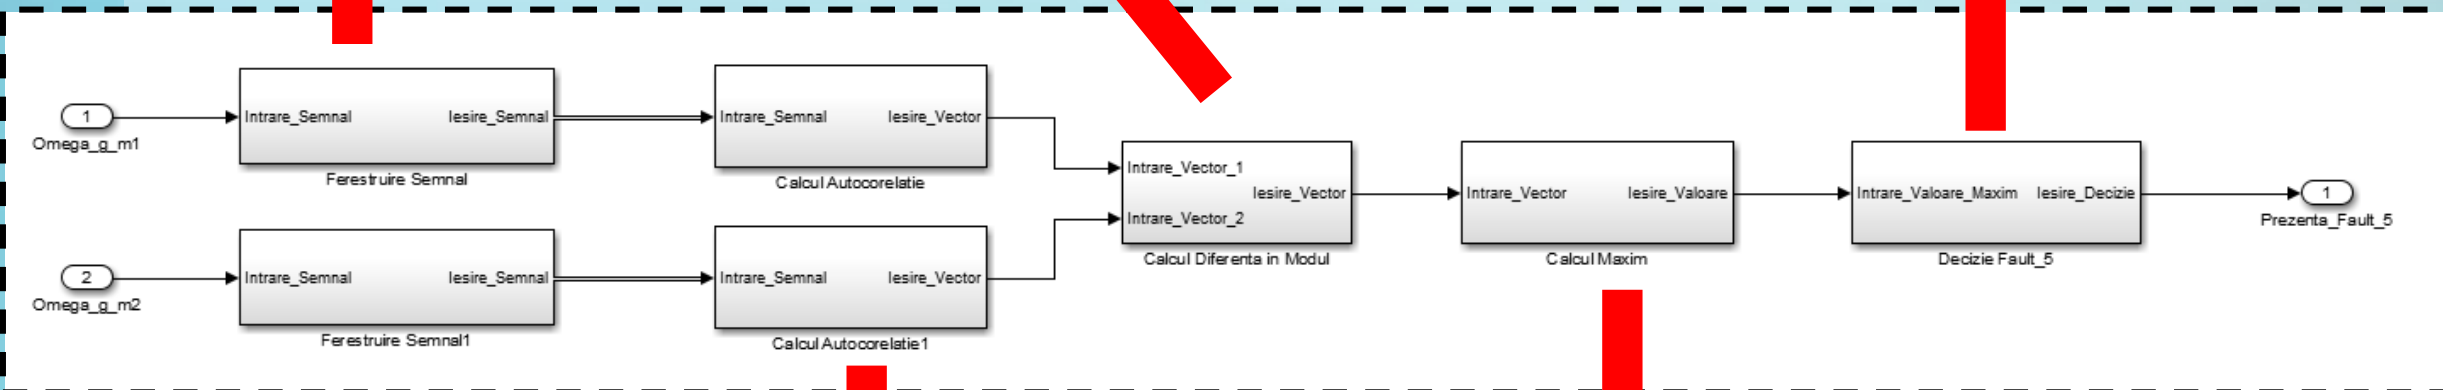 1
Omega_g_m1
Intrare_Semnal
Iesire_Semnal
Ferestruire Semnal
Intrare_Semnal
Iesire_Vector
Calcul Autocorelatie
2
Omega_g_m2
Intrare_Semnal
Iesire_Semnal
Ferestruire Semnal1
Intrare_Semnal
Iesire_Vector
Calcul Autocorelatie1
Intrare_Vector_1
Iesire_Vector
Intrare_Vector_2
Calcul Diferenta in Modul
Intrare_Vector
Iesire_Valoare
Calcul Maxim
Intrare_Valoare_Maxim
Iesire_Decizie
Decizie Fault_5
1
Prezenta_Fault_5